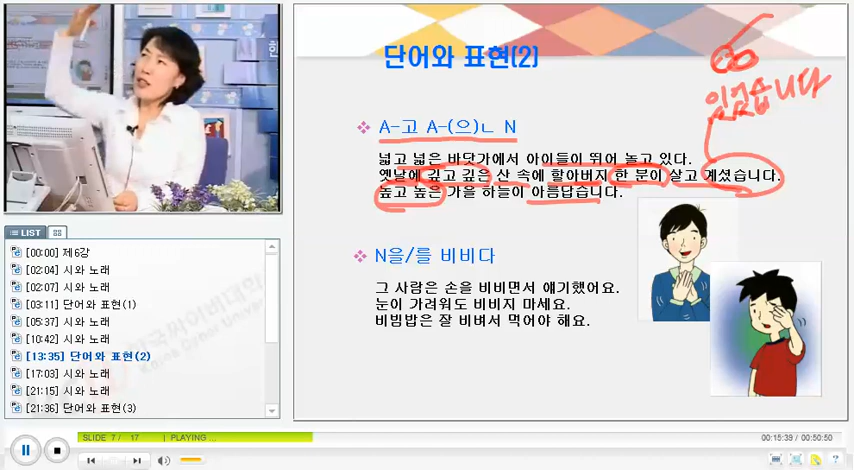 단어와 표현(2)
있었습니다
A-고 A-(으)ㄴ N
넓고 넓은 바닷가에서 아이들이 뛰어 놀고 있다.
옛날에 깊고 깊은 산 속에 할아버지 한 분이 살고 계셨습니다.
높고 높은 가을 하늘이 아름답습니다.
N을/를 비비다
그 사람은 손을 비비면서 얘기했어요.
눈이 가려워도 비비지 마세요.
비빔밥은 잘 비벼서 먹어야 해요.
LIST
[00:00] 제6강
[02:04] 시와 노래
[02:07] 시와 노래
[03:11] 단어와 표현(1)
[05:37] 시와 노래
[10:42] 시와 노래
[13:35] 단어와 표현(2)
[17:03] 시와 노래
[21:15] 시와 노래
[21:36] 단어와 표현(3)
SLIDE 7 / 17 | PLAYING ...
00:15:39 / 00:50:50